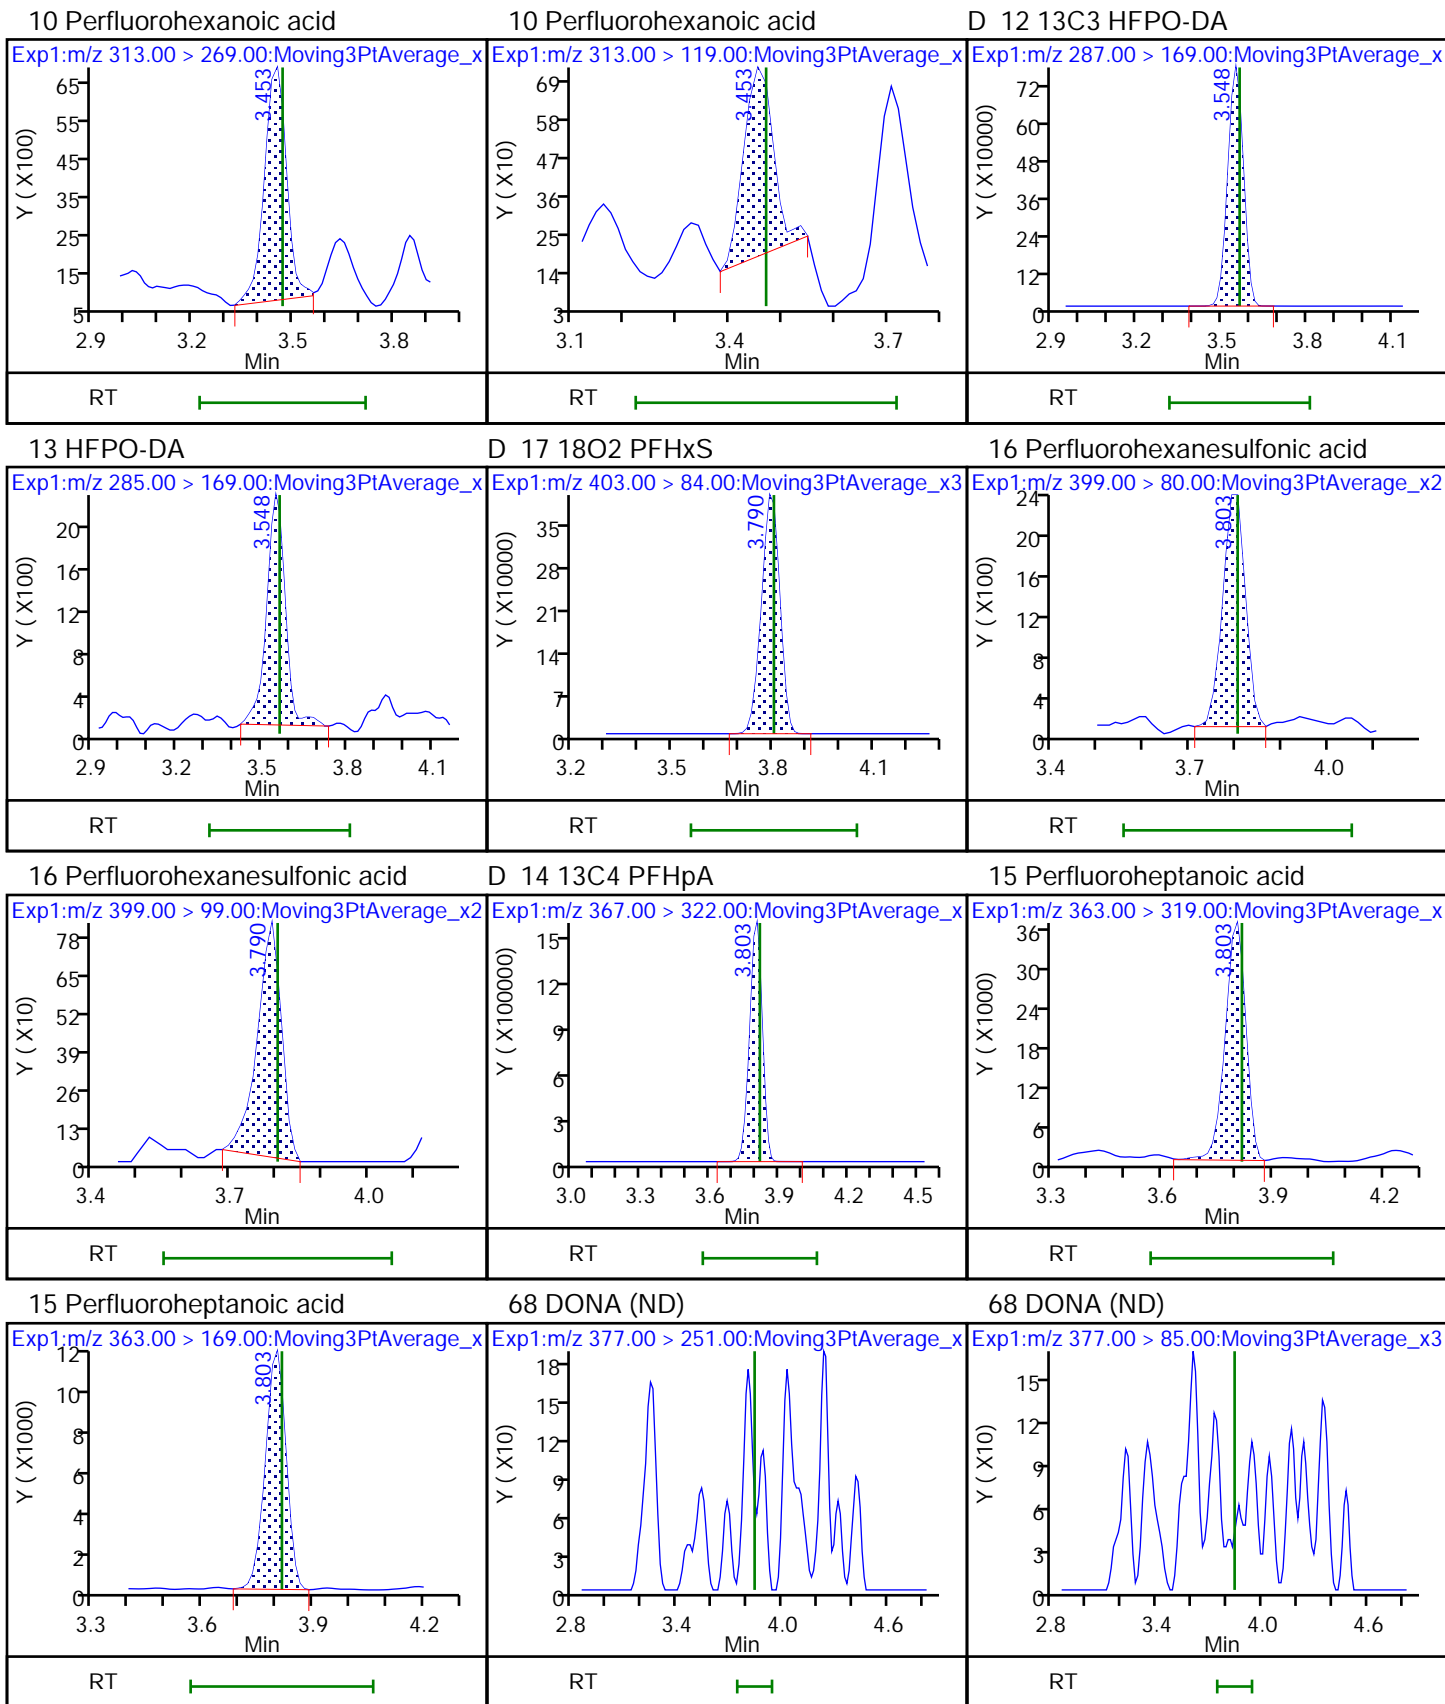 10 Perfluorohexanoic acid
Exp1:m/z 313.00 > 269.00:Moving3PtAverage_x
3.453
Y ( X100)
65
55
45
35
25
15
5
2.9 3.2 3.5 3.8
Min
RT
10 Perfluorohexanoic acid
Exp1:m/z 313.00 > 119.00:Moving3PtAverage_x
3.453
Y ( X10)
69
58
47
36
25
14
3
3.1 3.4 3.7
Min
RT
D 12 13C3 HFPO-DA
Exp1:m/z 287.00 > 169.00:Moving3PtAverage_x
3.548
Y ( X10000)
72
60
48
36
24
12
0
2.9 3.2 3.5 3.8 4.1
Min
RT
13 HFPO-DA
Exp1:m/z 285.00 > 169.00:Moving3PtAverage_x
3.548
Y ( X100)
20
16
12
8
4
0
2.9 3.2 3.5 3.8 4.1
Min
RT
D 17 18O2 PFHxS
Exp1:m/z 403.00 > 84.00:Moving3PtAverage_x3
3.790
Y ( X10000)
35
28
21
14
7
0
3.2 3.5 3.8 4.1
Min
RT
16 Perfluorohexanesulfonic acid
Exp1:m/z 399.00 > 80.00:Moving3PtAverage_x2
3.803
Y ( X100)
24
20
16
12
8
4
0
3.4 3.7 4.0
Min
RT
16 Perfluorohexanesulfonic acid
Exp1:m/z 399.00 > 99.00:Moving3PtAverage_x2
3.790
Y ( X10)
78
65
52
39
26
13
0
3.4 3.7 4.0
Min
RT
D 14 13C4 PFHpA
Exp1:m/z 367.00 > 322.00:Moving3PtAverage_x
3.803
Y ( X100000)
15
12
9
6
3
0
3.0 3.3 3.6 3.9 4.2 4.5
Min
RT
15 Perfluoroheptanoic acid
Exp1:m/z 363.00 > 319.00:Moving3PtAverage_x
3.803
Y ( X1000)
36
30
24
18
12
6
0
3.3 3.6 3.9 4.2
Min
RT
15 Perfluoroheptanoic acid
Exp1:m/z 363.00 > 169.00:Moving3PtAverage_x
3.803
Y ( X1000)
12
10
8
6
4
2
0
3.3 3.6 3.9 4.2
Min
RT
68 DONA (ND)
Exp1:m/z 377.00 > 251.00:Moving3PtAverage_x
Y ( X10)
18
15
12
9
6
3
0
2.8 3.4 4.0 4.6
Min
RT
68 DONA (ND)
Exp1:m/z 377.00 > 85.00:Moving3PtAverage_x3
Y ( X10)
15
12
9
6
3
0
2.8 3.4 4.0 4.6
Min
RT